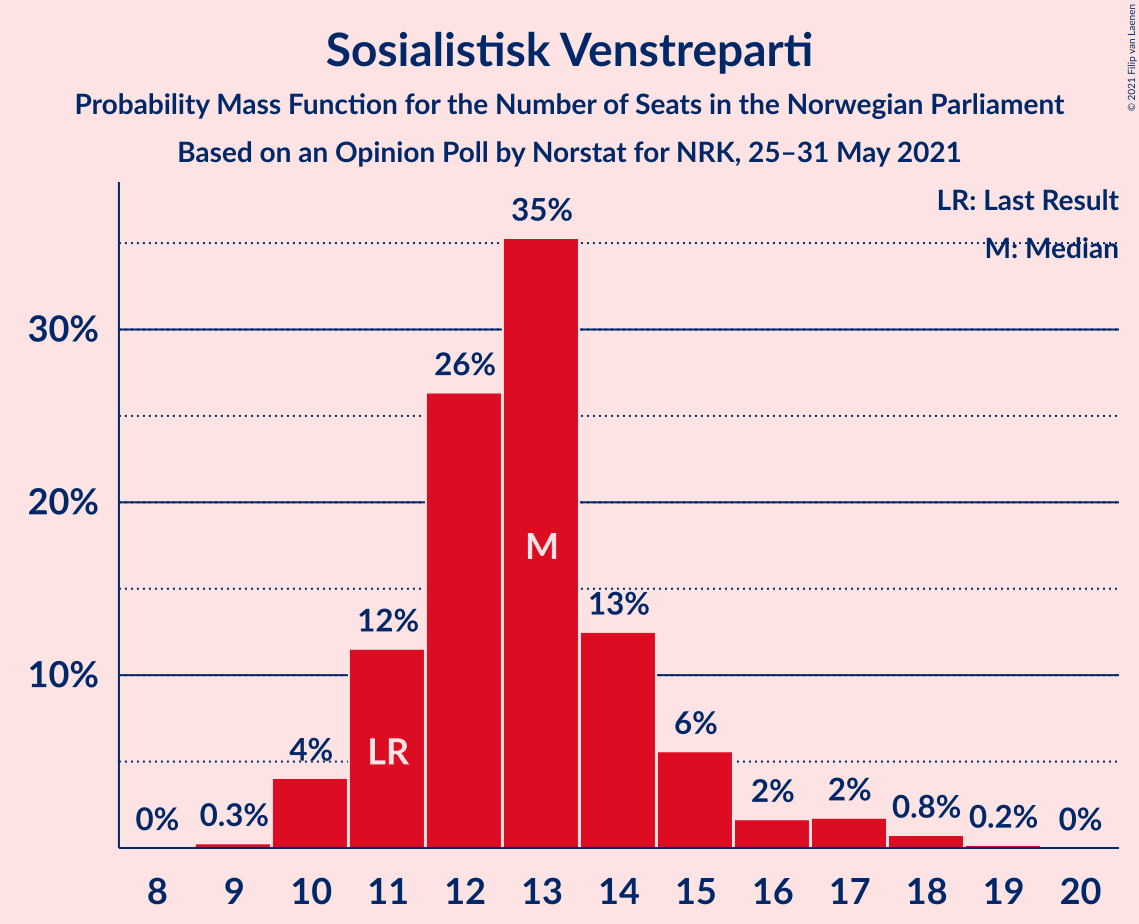 Sosialistisk Venstreparti
Probability Mass Function for the Number of Seats in the Norwegian Parliament
Based on an Opinion Poll by Norstat for NRK, 25–31 May 2021
© 2021 Filip van Laenen
LR: Last Result
M: Median
30%
20%
10%
0%
0.3%
4%
12%
26%
35%
13%
6%
2%
2%
0.8%
0.2%
0%
LR
M
8 9 10 11 12 13 14 15 16 17 18 19 20